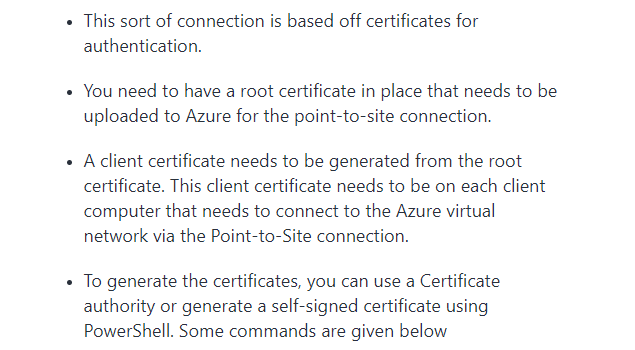 • This sort of connection is based off certificates for
authentication.
• You need to have a root certificate in place that needs to be
uploaded to Azure for the point-to-site connection.
• A client certificate needs to be generated from the root
certificate. This client certificate needs to be on each client
computer that needs to connect to the Azure virtual
network via the Point-to-Site connection.
• To generate the certificates, you can use a Certificate
authority or generate a self-signed certificate using
PowerShell. Some commands are given below